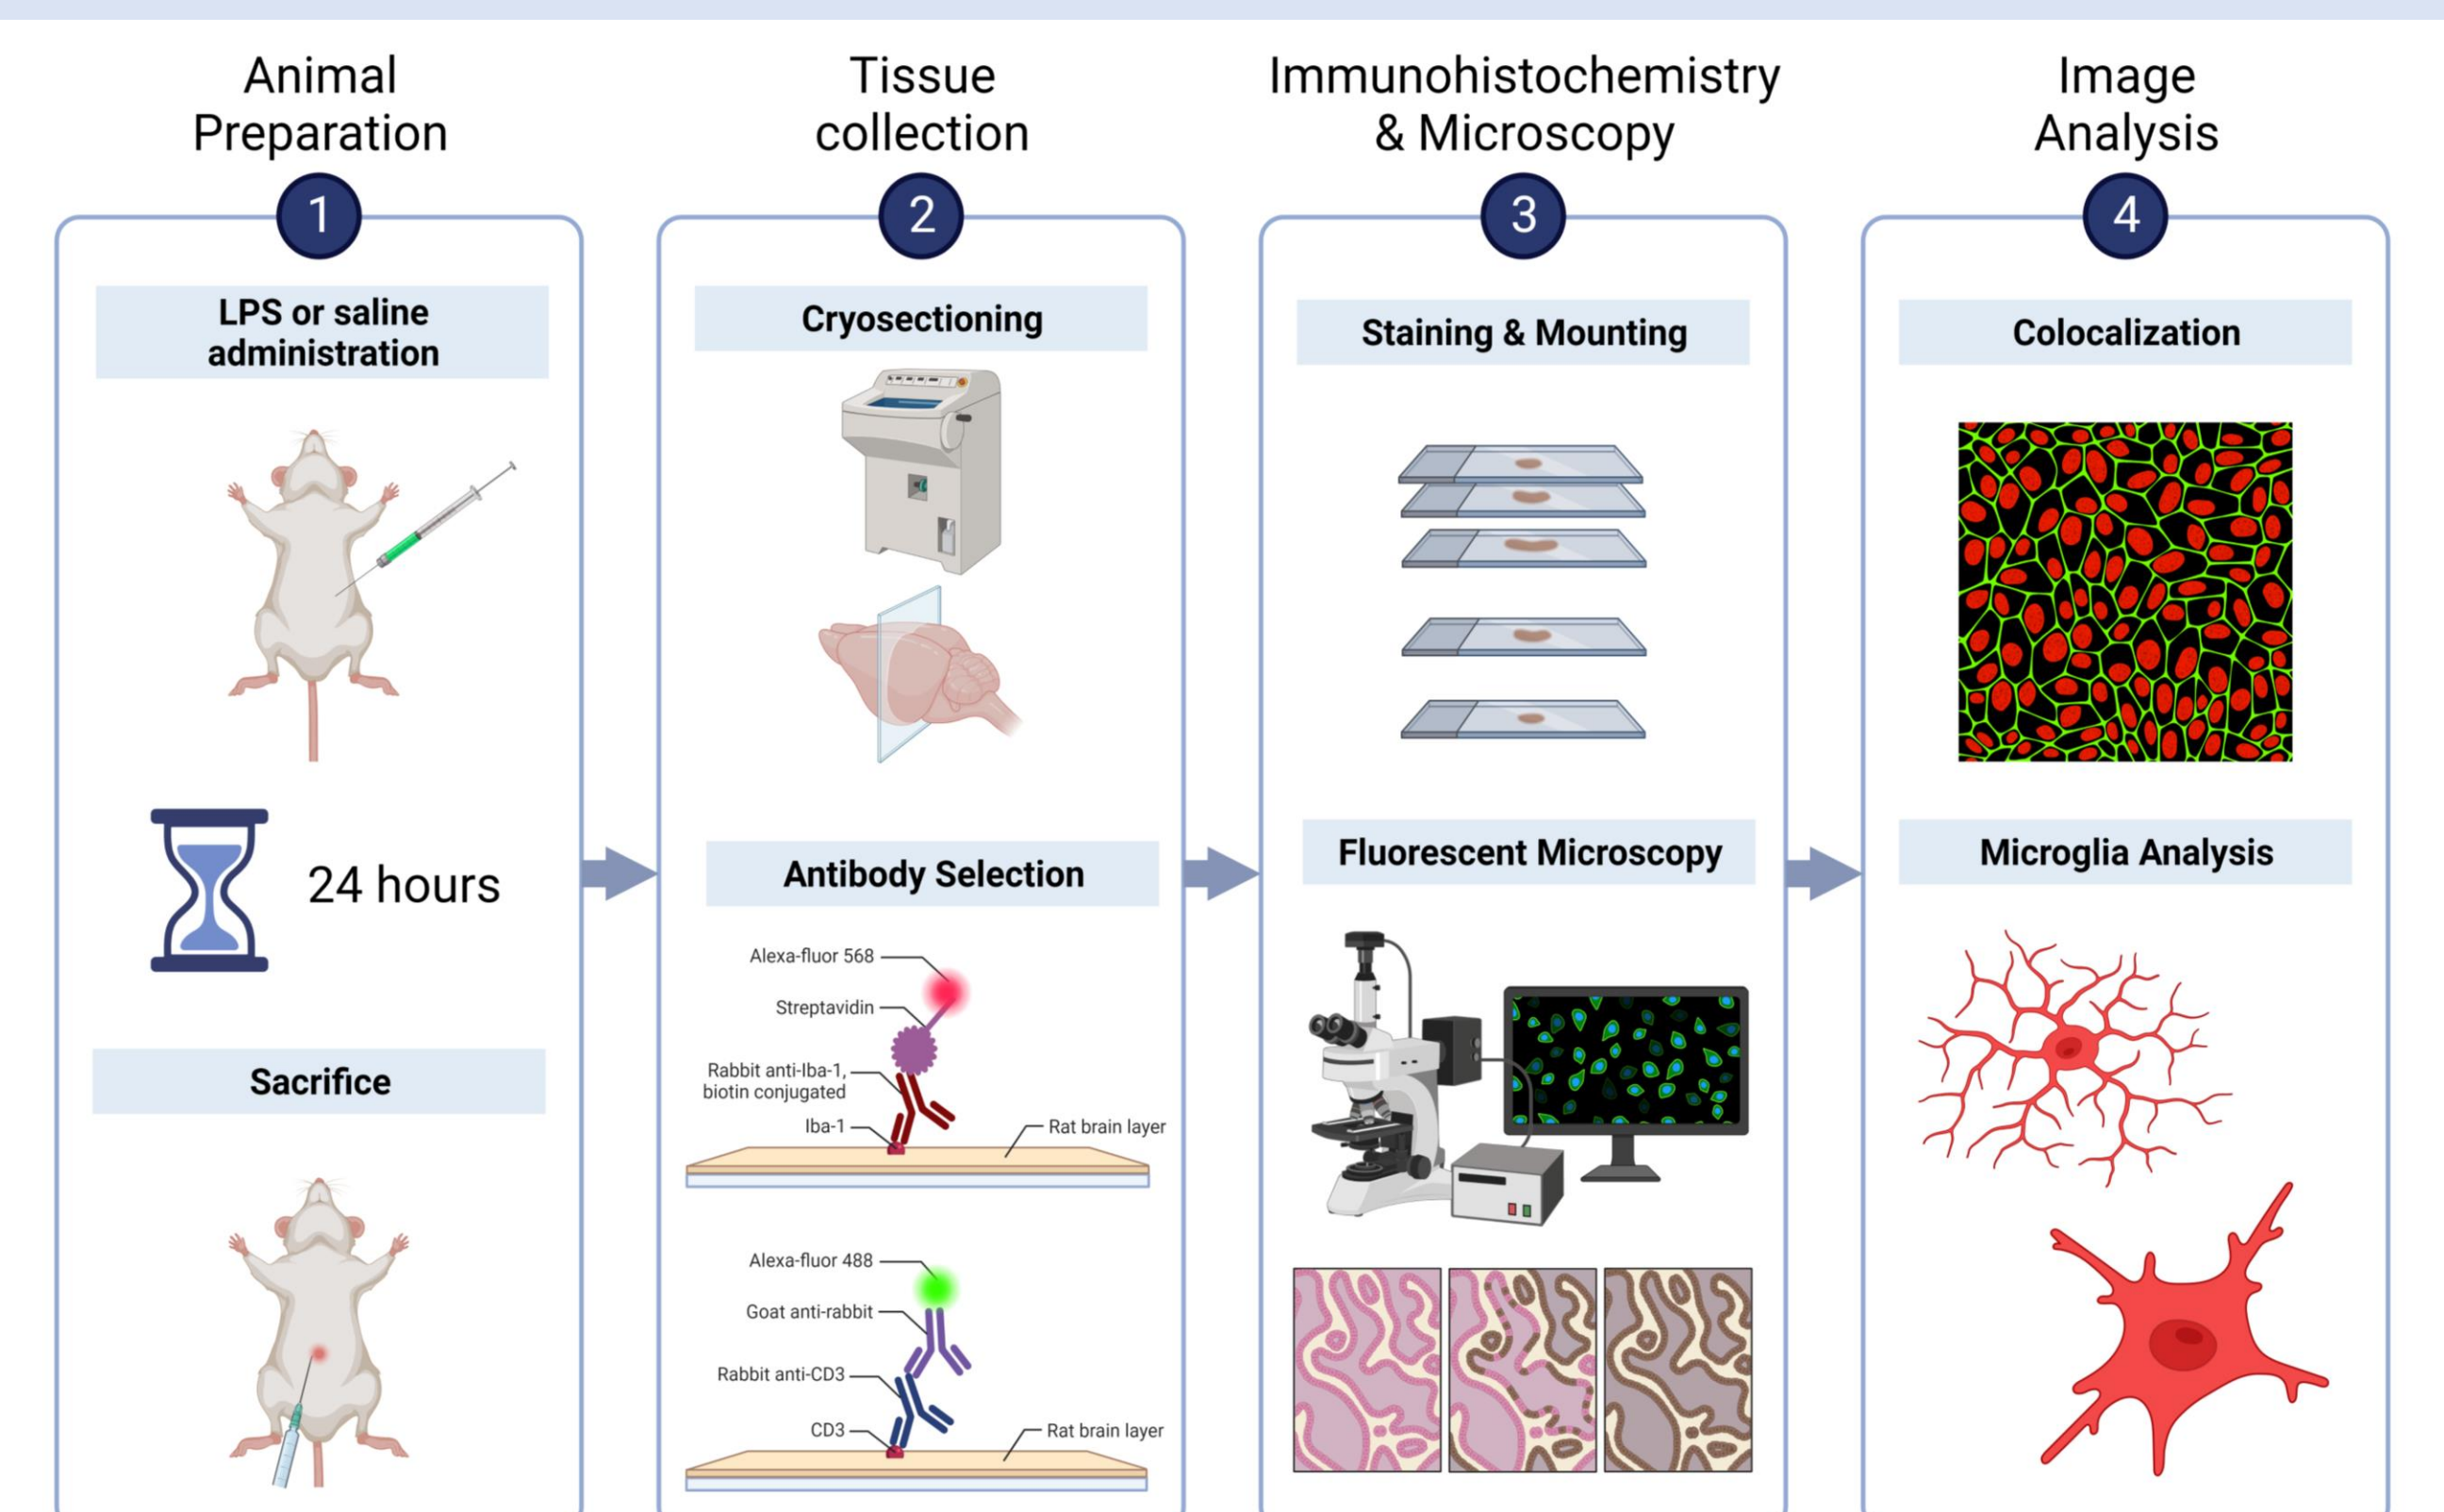 Animal
Preparation
1
LPS or saline
administration
24 hours
Sacrifice
Tissue
collection
2
Cryosectioning
Antibody Selection
Alexa-fluor 568
Streptavidin
Rabbit anti-Iba-1,
biotin conjugated
Iba-1
Rat brain layer
Alexa-fluor 488
Goat anti-rabbit
Rabbit anti-CD3
CD3
Rat brain layer
Immunohistochemistry
& Microscopy
3
Staining & Mounting
Fluorescent Microscopy
Image
Analysis
4
Colocalization
Microglia Analysis